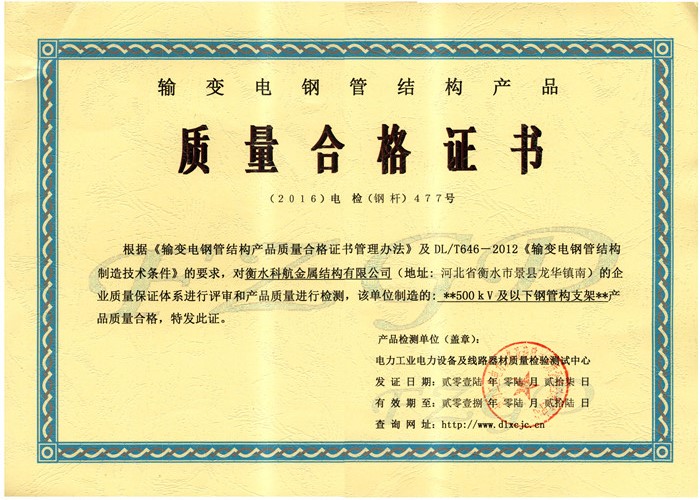 输变电钢管结构产品
质量合格证书
（2016）电 检（钢杆）477号
根据《输变电钢管结构产品质量合格证书管理办法》及DL/T646－2012《输变电钢管结构
制造技术条件》的要求，对衡水科航金属结构有限公司（地址：河北省衡水市景县龙华镇南）的企
业质量保证体系进行评审和产品质量进行检测，该单位制造的：**500ｋV及以下钢管构支架**产
品质量合格，特发此证。
产品检测单位（盖章）：
电力工业电力设备及线路器材质量检验测试中心
发 证 日 期：贰零壹陆 年 零陆 月 贰拾柒 日
有 效 期 至：贰零壹捌 年 零陆 月 贰拾陆 日
查 询 网 址：http://www.dlxcjc.cn